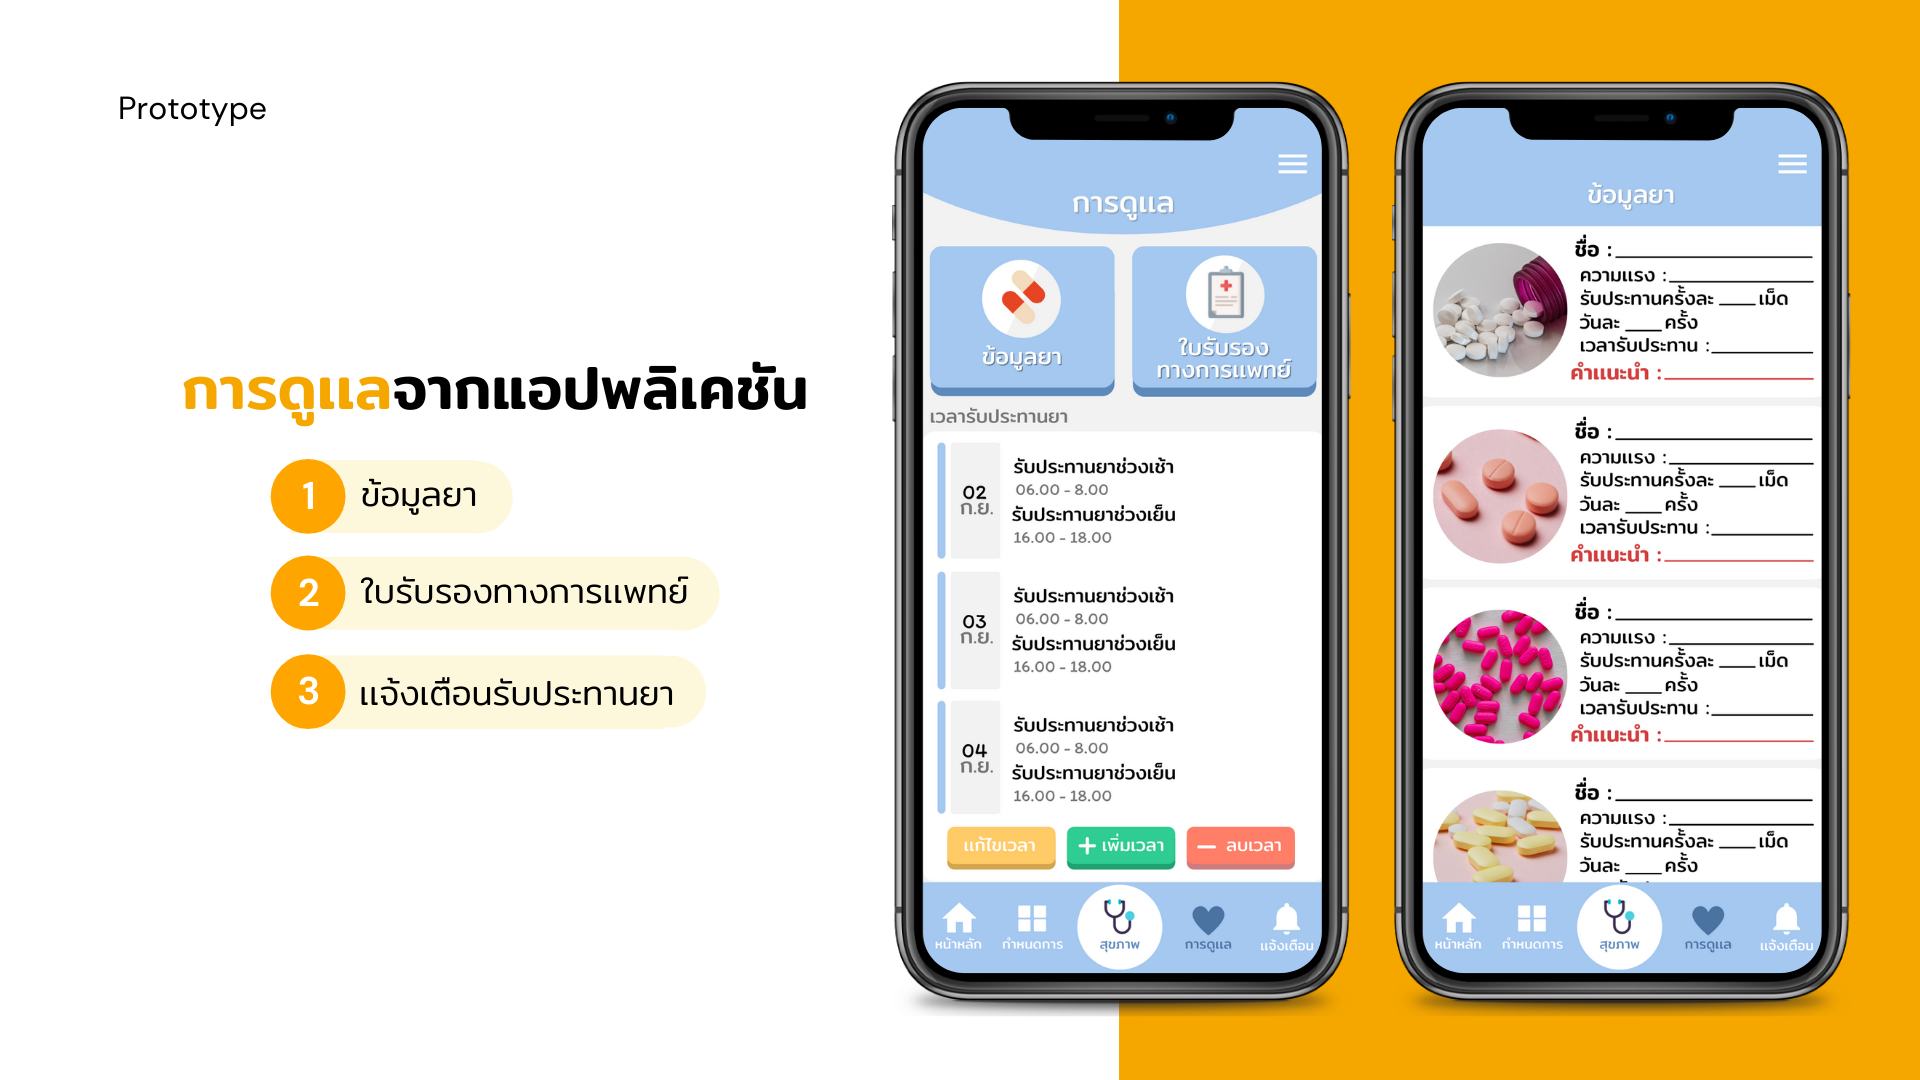 Prototype
การดูแลจากแอปพลิเคชัน
1 ข้อมูลยา
2 ใบรับรองทางการแพทย์
3 แจ้งเตือนรับประทานยา
การดูแล
ข้อมูลยา
ใบรับรอง
ทางการแพทย์
เวลารับประทานยา
02
ก.ย.
รับประทานยาช่วงเช้า
06.00 - 8.00
รับประทานยาช่วงเย็น
16.00 - 18.00
03
ก.ย.
รับประทานยาช่วงเช้า
06.00 - 8.00
รับประทานยาช่วงเย็น
16.00 - 18.00
04
ก.ย.
รับประทานยาช่วงเช้า
06.00 - 8.00
รับประทานยาช่วงเย็น
16.00 - 18.00
แก้ไขเวลา + เพิ่มเวลา — ลบเวลา
หน้าหลัก กำหนดการ สุขภาพ การดูแล แจ้งเตือน
ข้อมูลยา
ชื่อ : ____
ความแรง : ____
รับประทานครั้งละ ____ เม็ด
วันละ ____ ครั้ง
เวลารับประทาน : ____
คำแนะนำ : ____
ชื่อ : ____
ความแรง : ____
รับประทานครั้งละ ____ เม็ด
วันละ ____ ครั้ง
เวลารับประทาน : ____
คำแนะนำ : ____
ชื่อ : ____
ความแรง : ____
รับประทานครั้งละ ____ เม็ด
วันละ ____ ครั้ง
เวลารับประทาน : ____
คำแนะนำ : ____
ชื่อ : ____
ความแรง : ____
รับประทานครั้งละ ____ เม็ด
วันละ ____ ครั้ง
หน้าหลัก กำหนดการ สุขภาพ การดูแล แจ้งเตือน